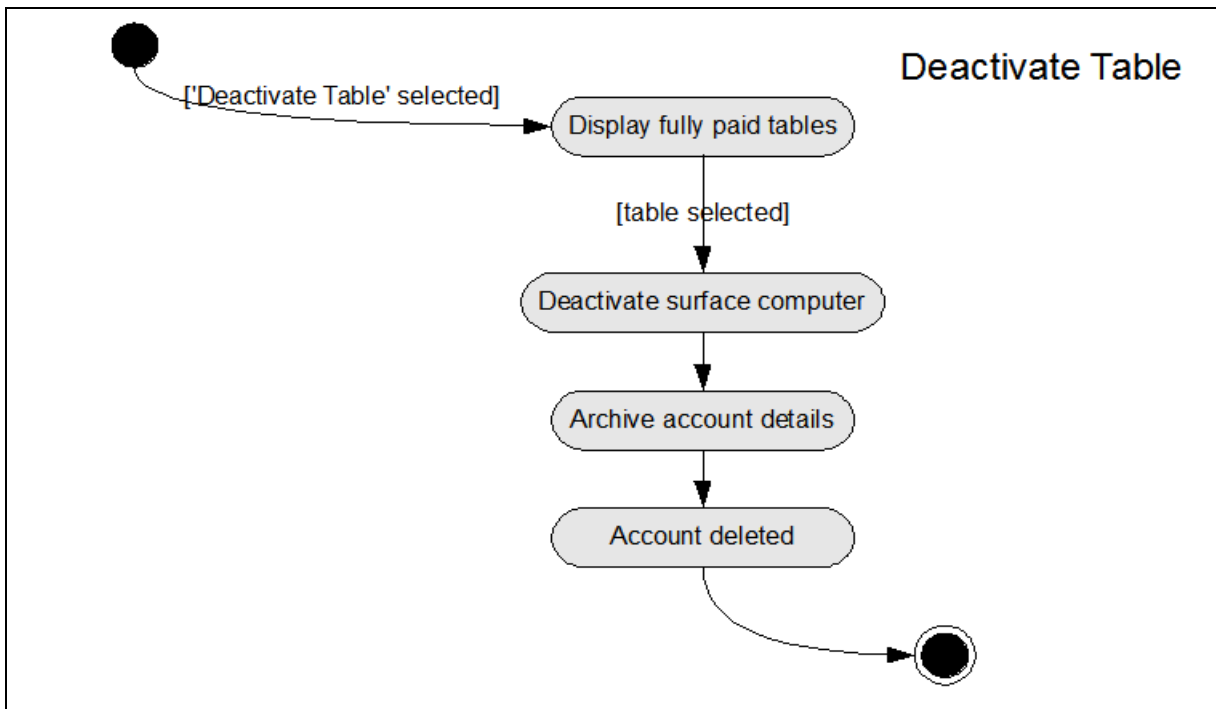 Deactivate Table
['Deactivate Table' selected]
Display fully paid tables
[table selected]
Deactivate surface computer
Archive account details
Account deleted